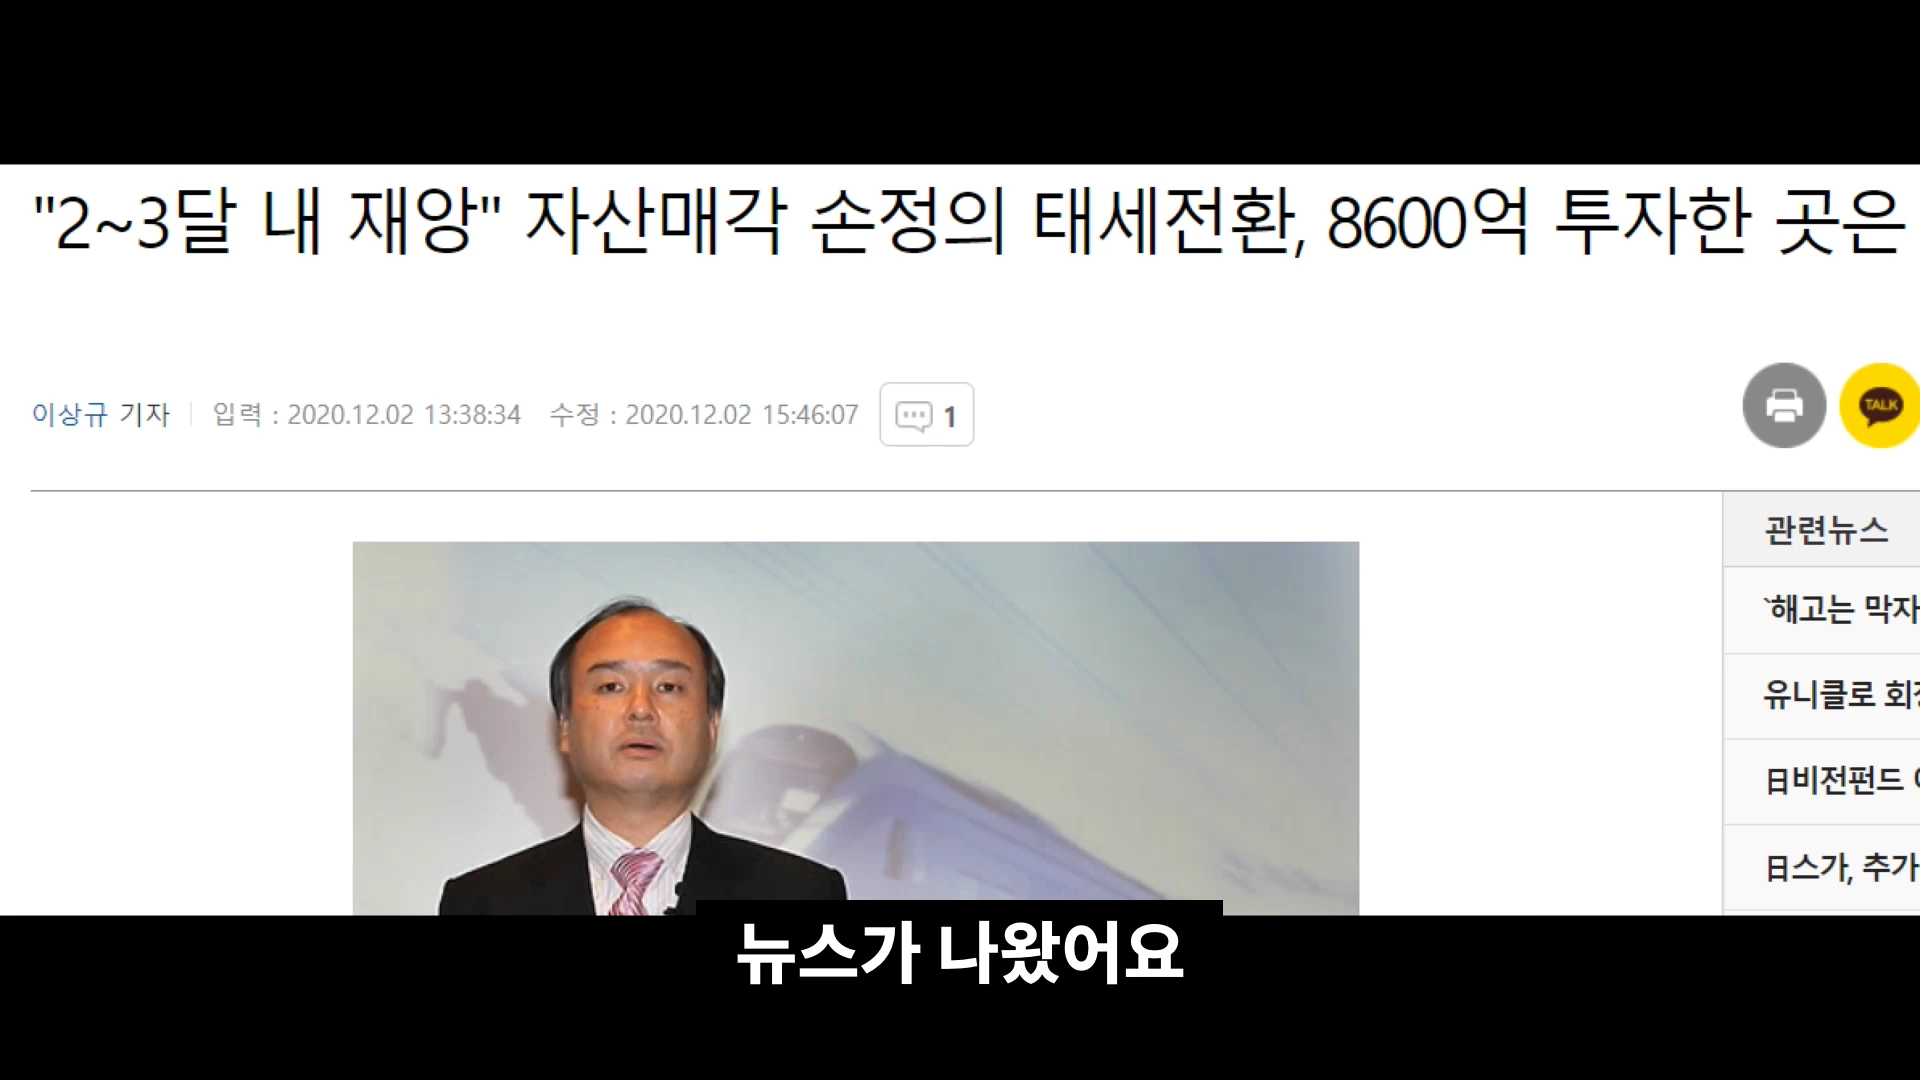 "2~3달 내 재앙" 자산매각 손정의 태세전환, 8600억 투자한 곳은
이상규 기자 입력 : 2020.12.02 13:38:34 수정 : 2020.12.02 15:46:07 1
TALK
관련뉴스
`해고는 막자
유니클로 회
日비전펀드
日스가, 추가
뉴스가 나왔어요